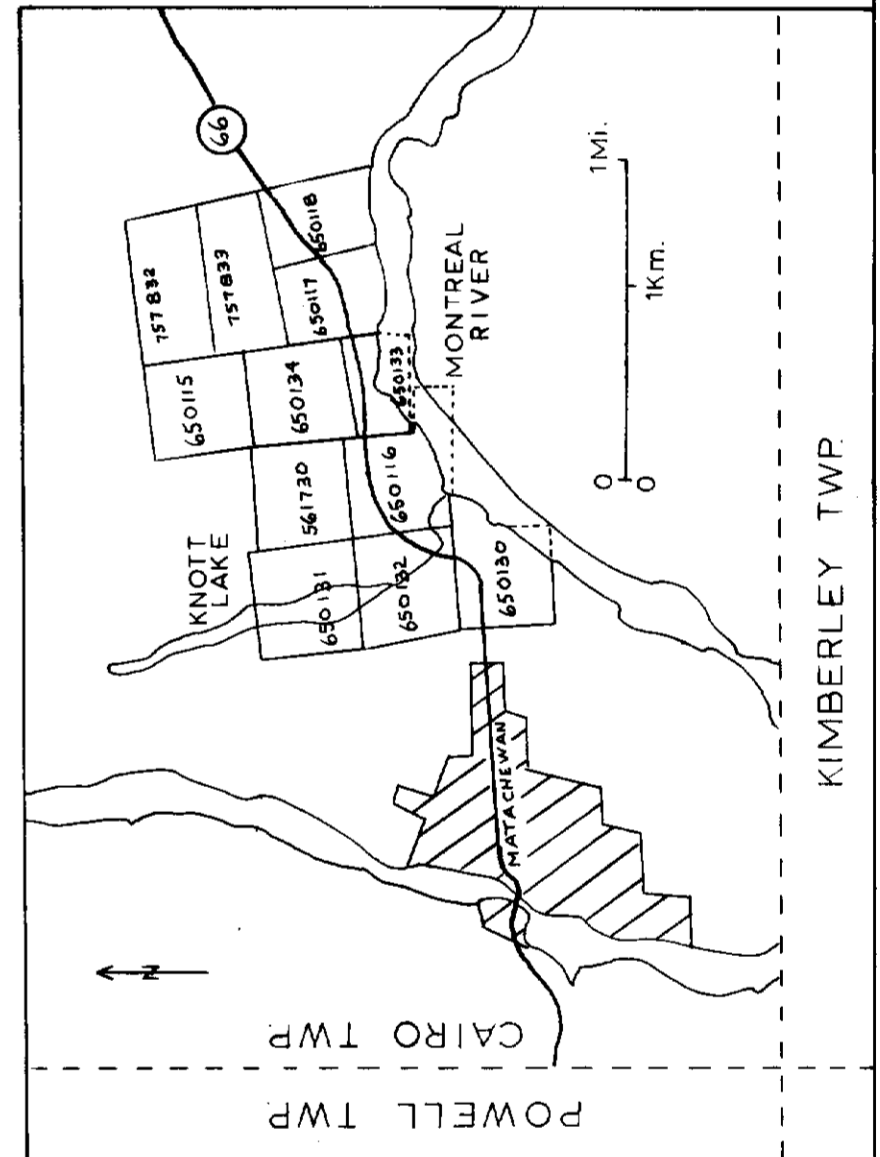 66
757832
757833
650118
650117
650115
650134
650133
561730
650116
650131
650132
650130
KNOTT
LAKE
MONTREAL
RIVER
1Mi.
1Km.
0
0
MATACHEWAN
N
CAIRO TWP.
POWELL TWP.
KIMBERLEY TWP.